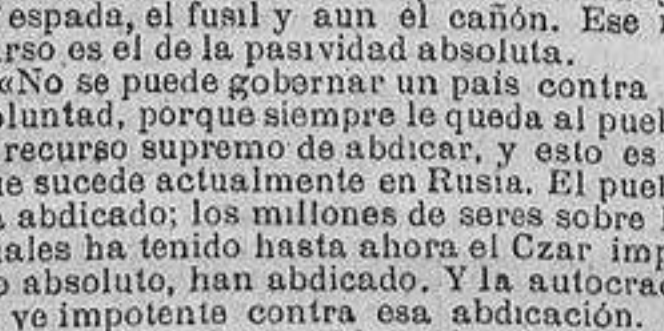 espada, el fusil y aun el cañón. Ese
rso es el de la pasividad absoluta.
«No se puede gobernar un país contra
luntad, porque siempre le queda al pue
recurso supremo de abdicar, y esto es
e sucede actualmente en Rusia. El pue
abdicado; los millones de seres sobre
ales ha tenido hasta ahora el Czar imp
o absoluto, han abdicado. Y la autocra
ve impotente contra esa abdicación.